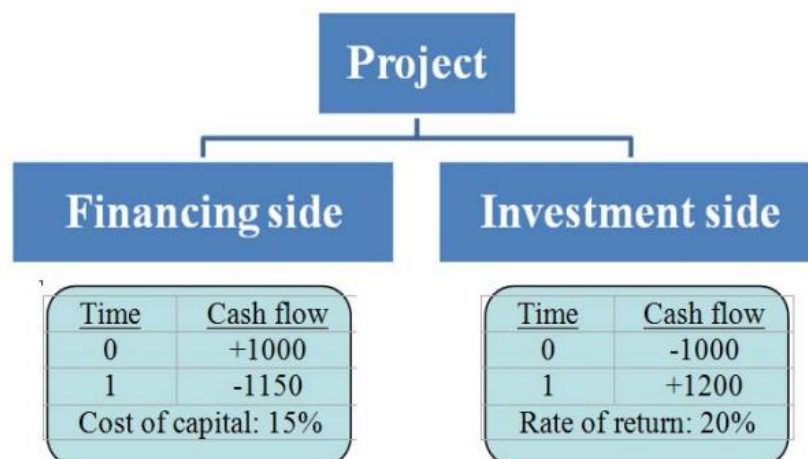 Project
Financing side
Investment side
Time Cash flow
0 +1000
1 -1150
Cost of capital: 15%
Time Cash flow
0 -1000
1 +1200
Rate of return: 20%